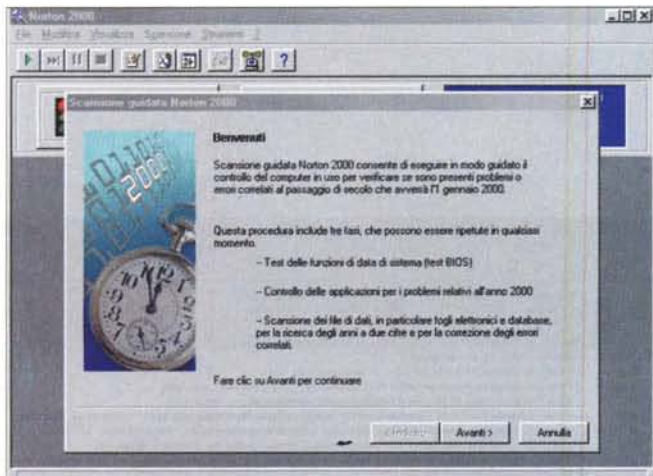 Norton 2000
File Modifica Visualizza Scansione Strumenti ?
Scansione guidata Norton 2000
Benvenuti
Scansione guidata Norton 2000 consente di eseguire in modo guidato il
controllo del computer in uso per verificare se sono presenti problemi o
errori correlati al passaggio di secolo che avverrà l'1 gennaio 2000.
Questa procedura include tre fasi, che possono essere ripetute in qualsiasi
momento.
-- Test delle funzioni di data di sistema (test BIOS)
-- Controllo delle applicazioni per i problemi relativi all'anno 2000
-- Scansione dei file di dati, in particolare fogli elettronici e database,
per la ricerca degli anni a due cifre e per la correzione degli errori
correlati.
Fare clic su Avanti per continuare
Avanti > Annulla
2000